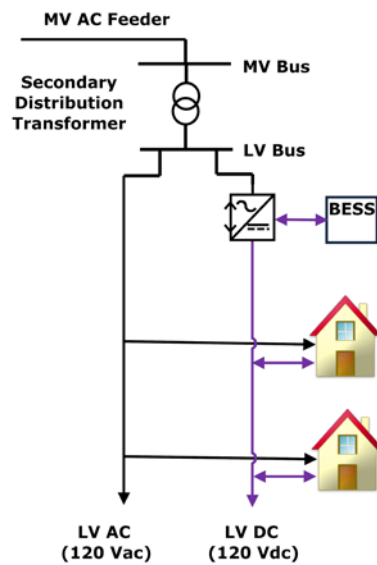 MV AC Feeder
MV Bus
Secondary
Distribution
Transformer
LV Bus
BESS
LV AC
(120 Vac)
LV DC
(120 Vdc)